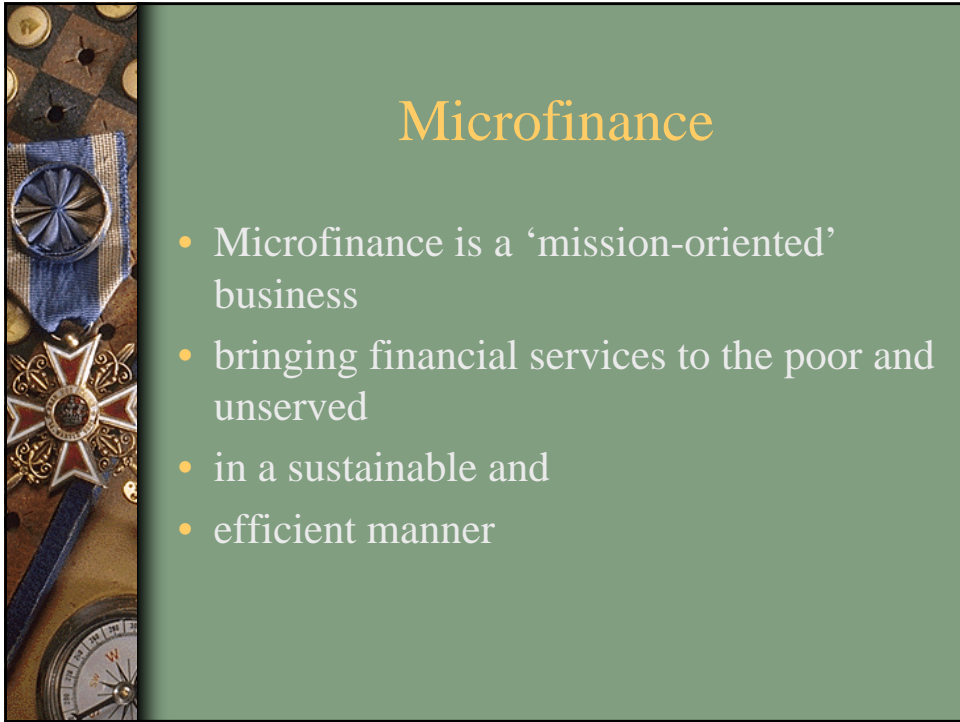 Microfinance
• Microfinance is a ‘mission-oriented’
business
• bringing financial services to the poor and
unserved
• in a sustainable and
• efficient manner
W
SW